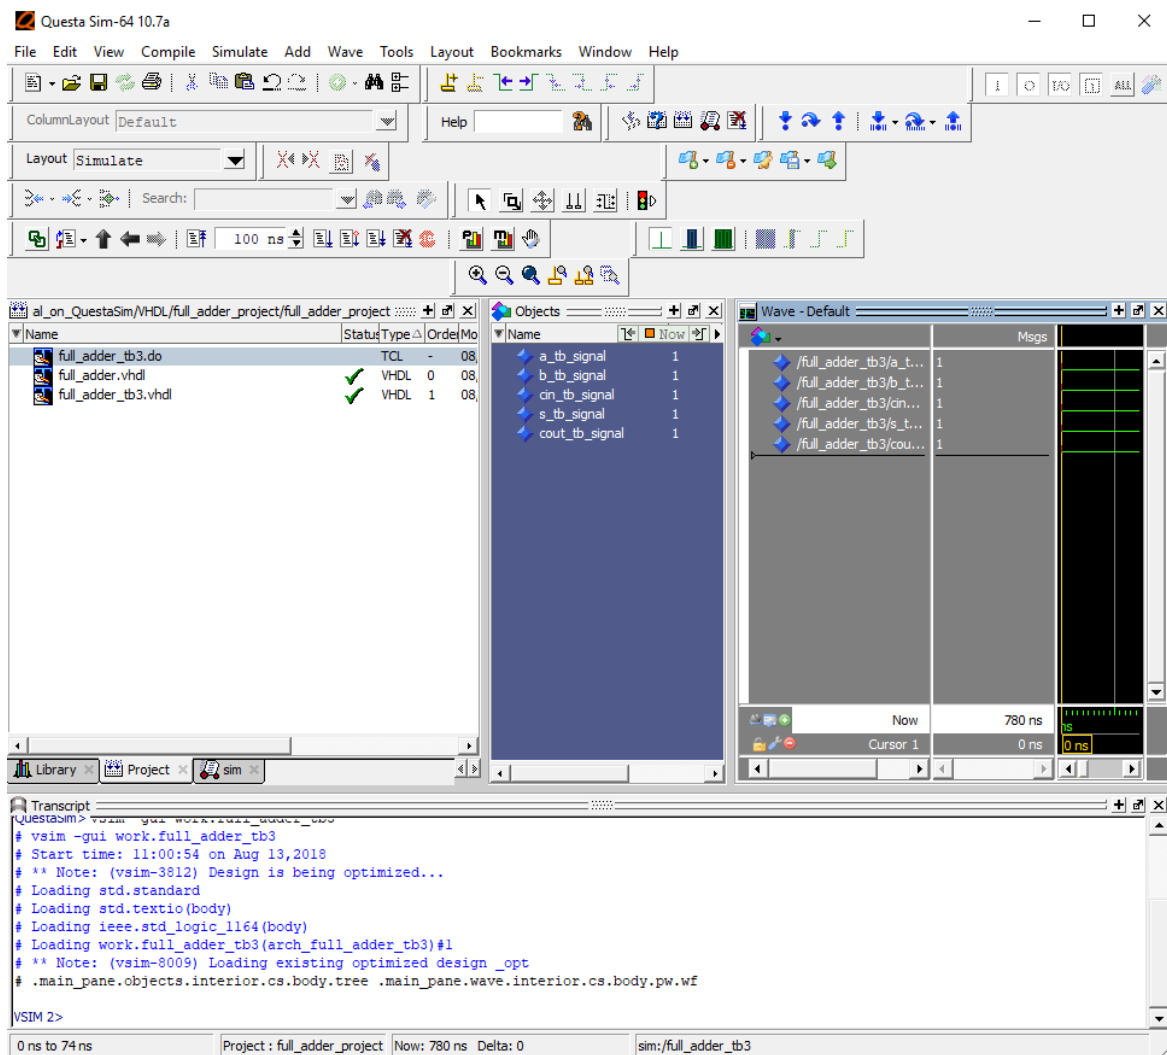 Questa Sim-64 10.7a
File Edit View Compile Simulate Add Wave Tools Layout Bookmarks Window Help
ColumnLayout Default
Help
Layout Simulate
Search:
100 ns
al_on_QuestaSim/VHDL/full_adder_project/full_adder_project
Name Status Type Order Mo
full_adder_tb3.do TCL - 08,
full_adder.vhdl VHDL 0 08,
full_adder_tb3.vhdl VHDL 1 08,
Library Project sim
Objects
Name Now
a_tb_signal 1
b_tb_signal 1
cin_tb_signal 1
s_tb_signal 1
cout_tb_signal 1
Wave - Default
Msgs
/full_adder_tb3/a_t... 1
/full_adder_tb3/b_t... 1
/full_adder_tb3/cin... 1
/full_adder_tb3/s_t... 1
/full_adder_tb3/cou... 1
Now 780 ns ns
Cursor 1 0 ns 0 ns
Transcript
QuestaSim> vsim -gui work.full_adder_tb3
# vsim -gui work.full_adder_tb3
# Start time: 11:00:54 on Aug 13,2018
# ** Note: (vsim-3812) Design is being optimized...
# Loading std.standard
# Loading std.textio(body)
# Loading ieee.std_logic_1164(body)
# Loading work.full_adder_tb3(arch_full_adder_tb3)#1
# ** Note: (vsim-8009) Loading existing optimized design _opt
# .main_pane.objects.interior.cs.body.tree .main_pane.wave.interior.cs.body.pw.wf
VSIM 2>
0 ns to 74 ns Project : full_adder_project Now: 780 ns Delta: 0 sim:/full_adder_tb3